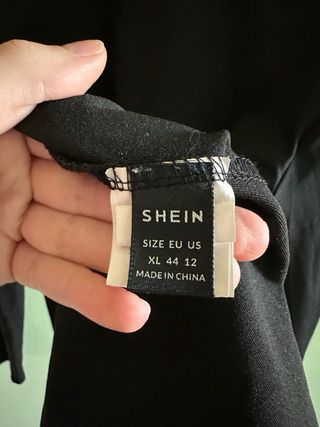 SHEIN
SIZE EU US
XL 44 12
MADE IN CHINA